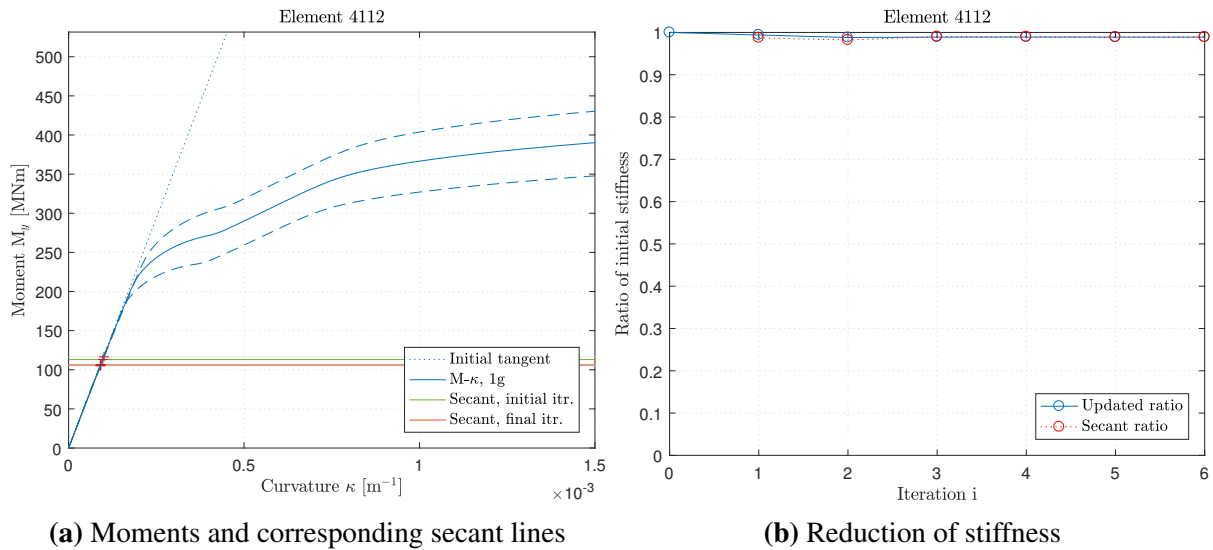 Element 4112
Moment M_y [MNm]
500
450
400
350
300
250
200
150
100
50
0
0
0.5
1
1.5
×10^-3
Curvature κ [m^-1]
Initial tangent
M-κ, 1g
Secant, initial itr.
Secant, final itr.
(a) Moments and corresponding secant lines
Element 4112
Ratio of initial stiffness
1
0.9
0.8
0.7
0.6
0.5
0.4
0.3
0.2
0.1
0
0
1
2
3
4
5
6
Iteration i
Updated ratio
Secant ratio
(b) Reduction of stiffness